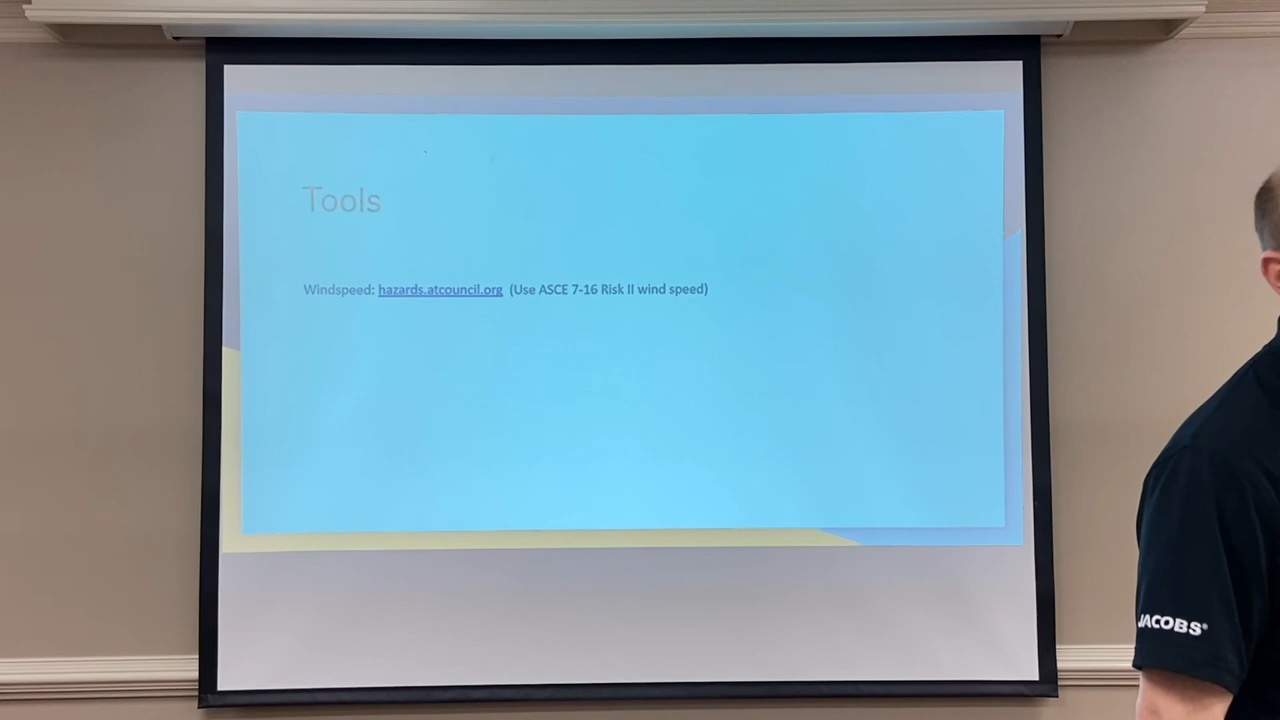 Tools
Windspeed: hazards.atcouncil.org (Use ASCE 7-16 Risk II wind speed)
JACOBS®